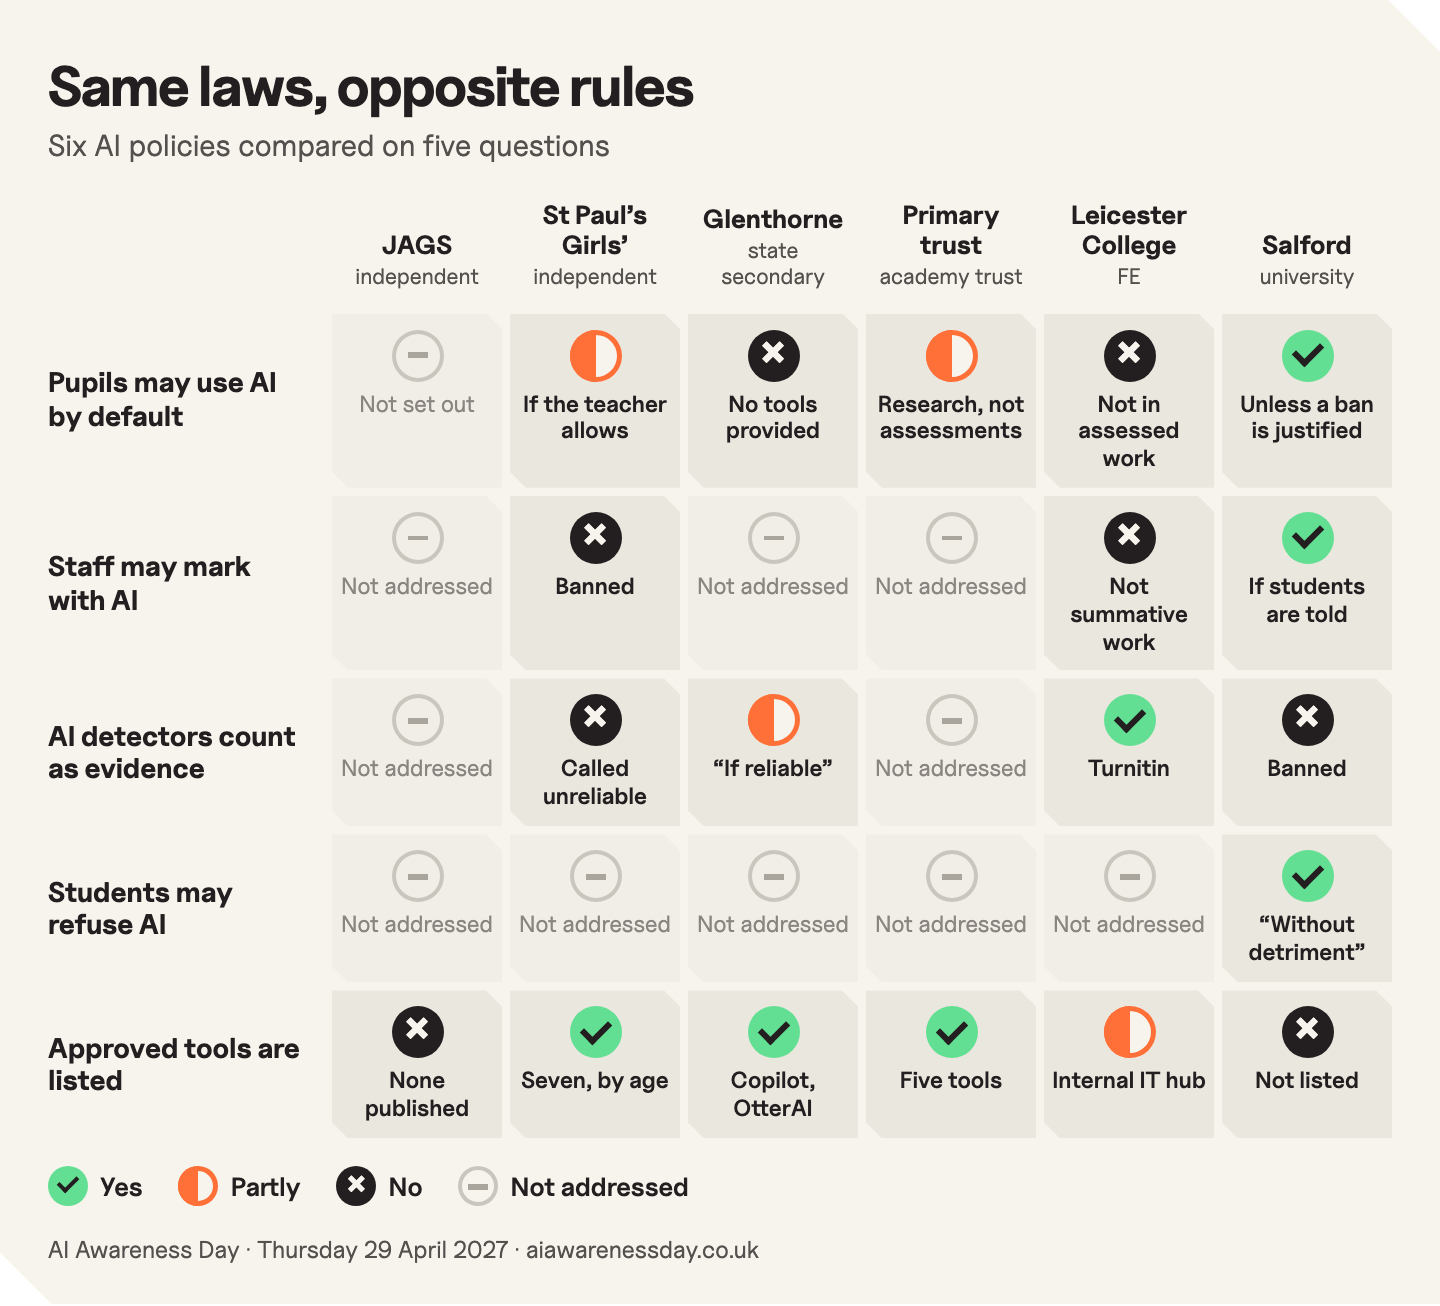 Same laws, opposite rules
Six AI policies compared on five questions
JAGS
independent
St Paul’s
Girls’
independent
Glenthorne
state
secondary
Primary
trust
academy trust
Leicester
College
FE
Salford
university
Pupils may use AI
by default
Not set out
If the teacher
allows
No tools
provided
Research, not
assessments
Not in
assessed
work
Unless a ban
is justified
Staff may mark
with AI
Not addressed
Banned
Not addressed
Not addressed
Not
summative
work
If students
are told
AI detectors count
as evidence
Not addressed
Called
unreliable
“If reliable”
Not addressed
Turnitin
Banned
Students may
refuse AI
Not addressed
Not addressed
Not addressed
Not addressed
Not addressed
“Without
detriment”
Approved tools are
listed
None
published
Seven, by age
Copilot,
OtterAI
Five tools
Internal IT hub
Not listed
Yes
Partly
No
Not addressed
AI Awareness Day · Thursday 29 April 2027 · aiawarenessday.co.uk